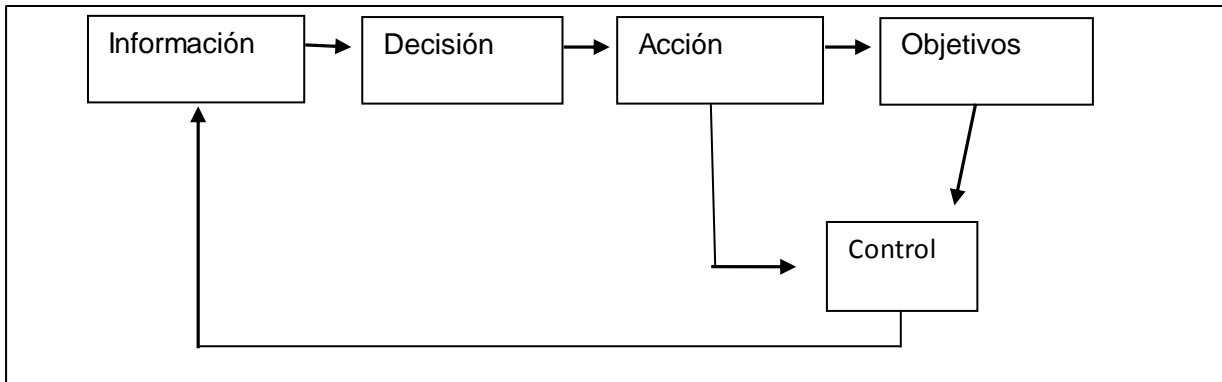 Información
Decisión
Acción
Objetivos
Control